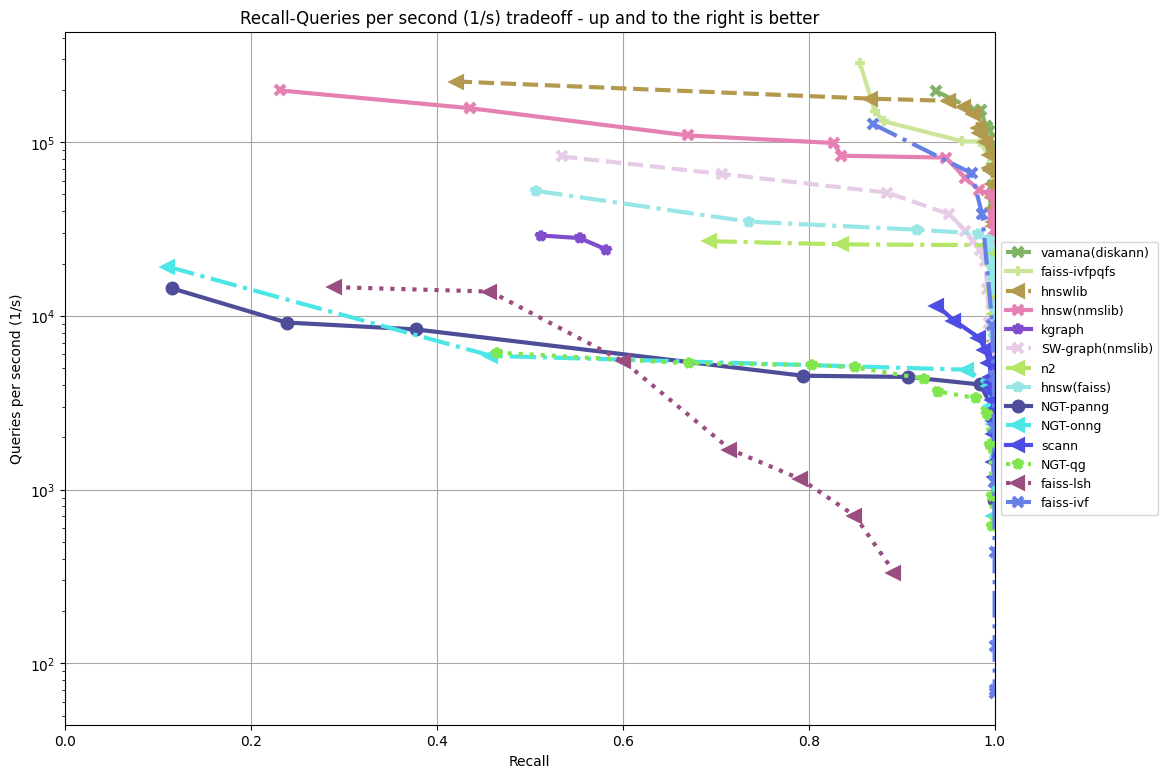 Recall-Queries per second (1/s) tradeoff - up and to the right is better
Queries per second (1/s)
10^5
10^4
10^3
10^2
0.0 0.2 0.4 0.6 0.8 1.0
Recall
vamana(diskann)
faiss-ivfpqfs
hnswlib
hnsw(nmslib)
kgraph
SW-graph(nmslib)
n2
hnsw(faiss)
NGT-panng
NGT-onng
scann
NGT-qg
faiss-lsh
faiss-ivf